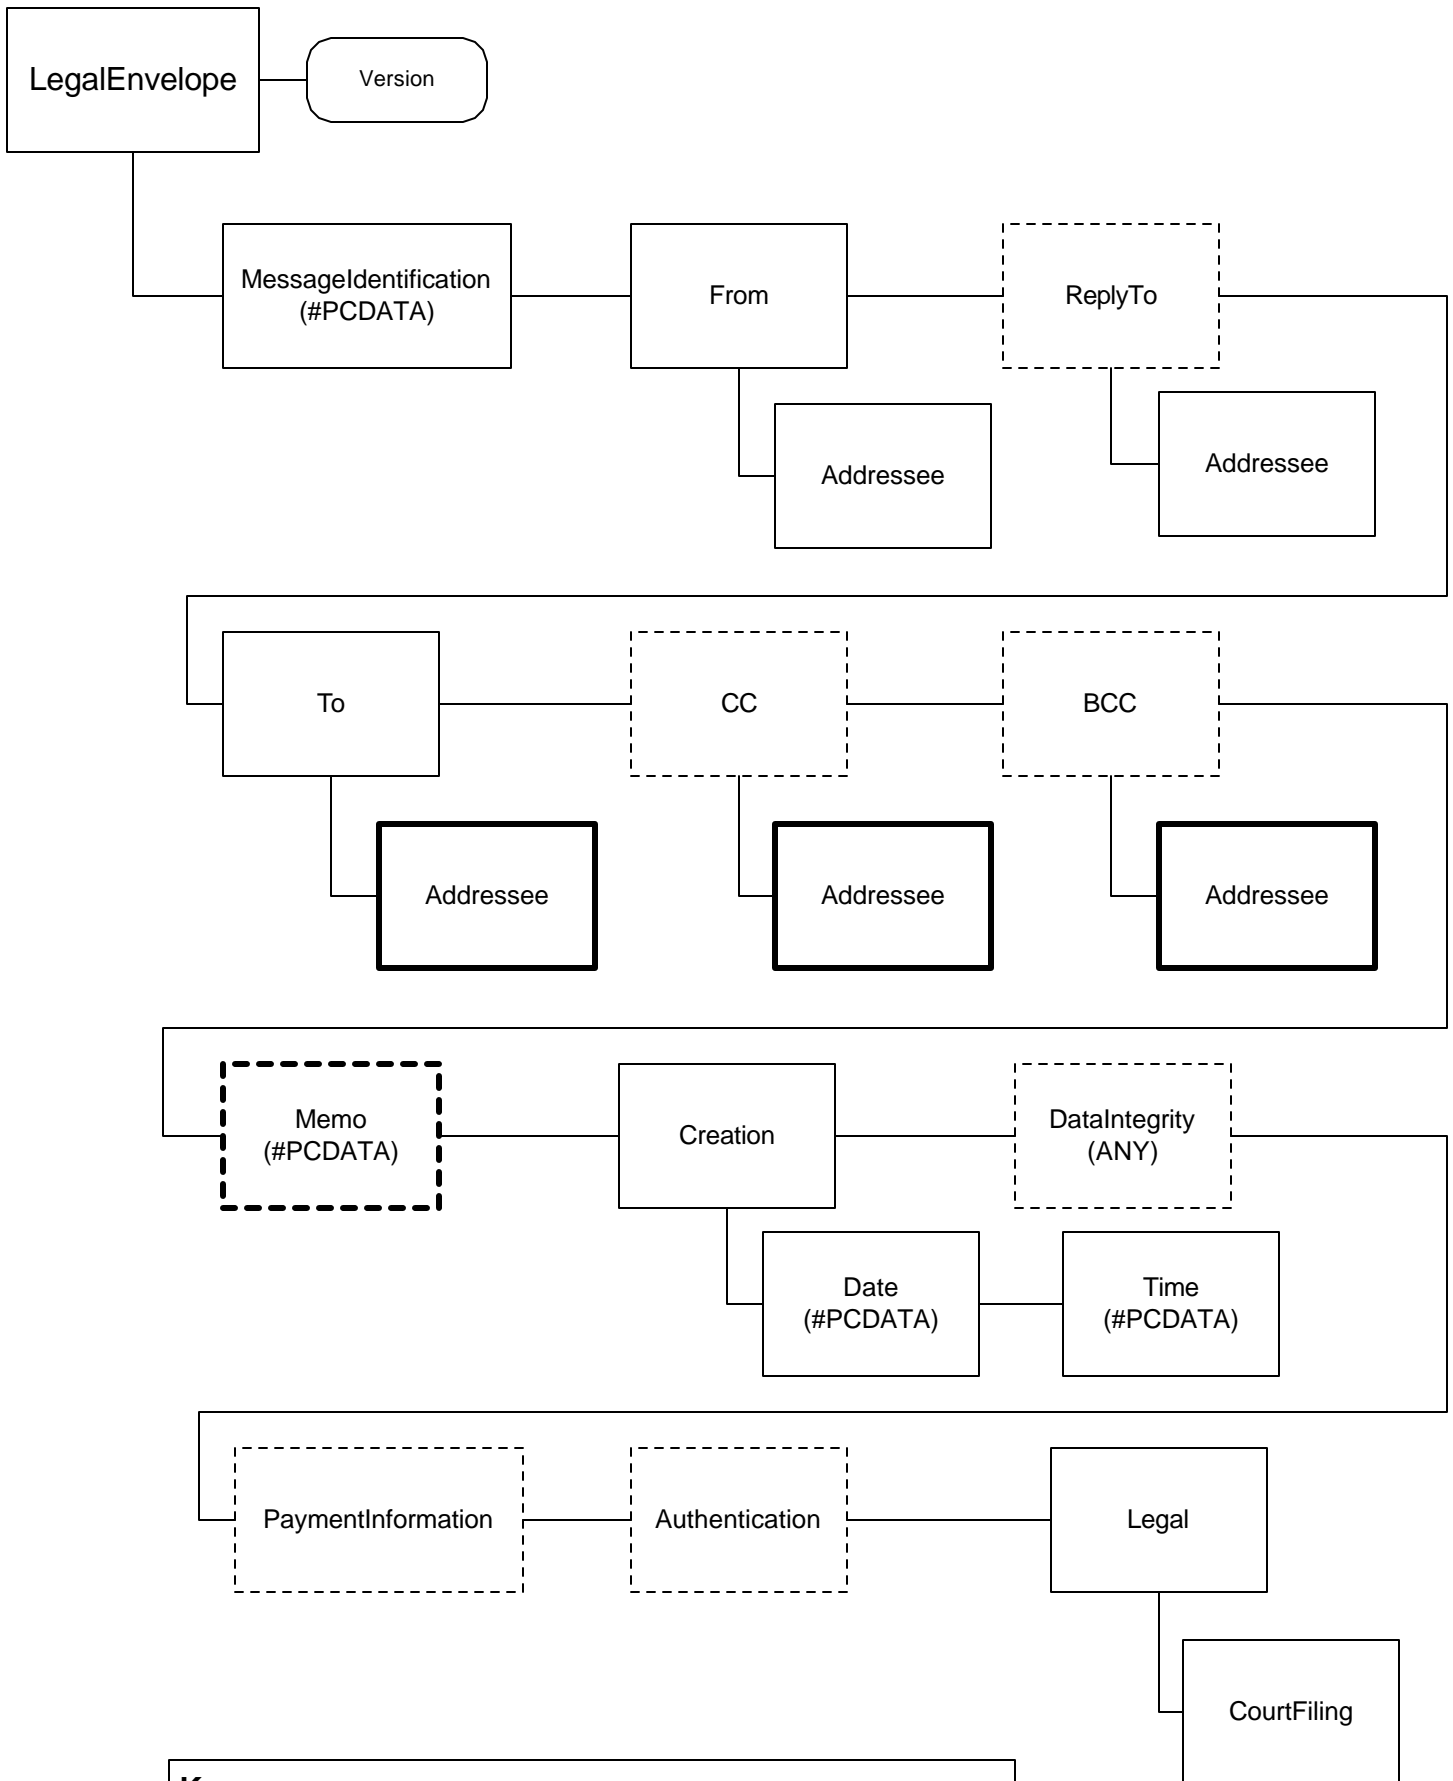 LegalEnvelope
Version
MessageIdentification
(#PCDATA)
From
ReplyTo
Addressee
Addressee
To
CC
BCC
Addressee
Addressee
Addressee
Memo
(#PCDATA)
Creation
DataIntegrity
(ANY)
Date
(#PCDATA)
Time
(#PCDATA)
PaymentInformation
Authentication
Legal
CourtFiling